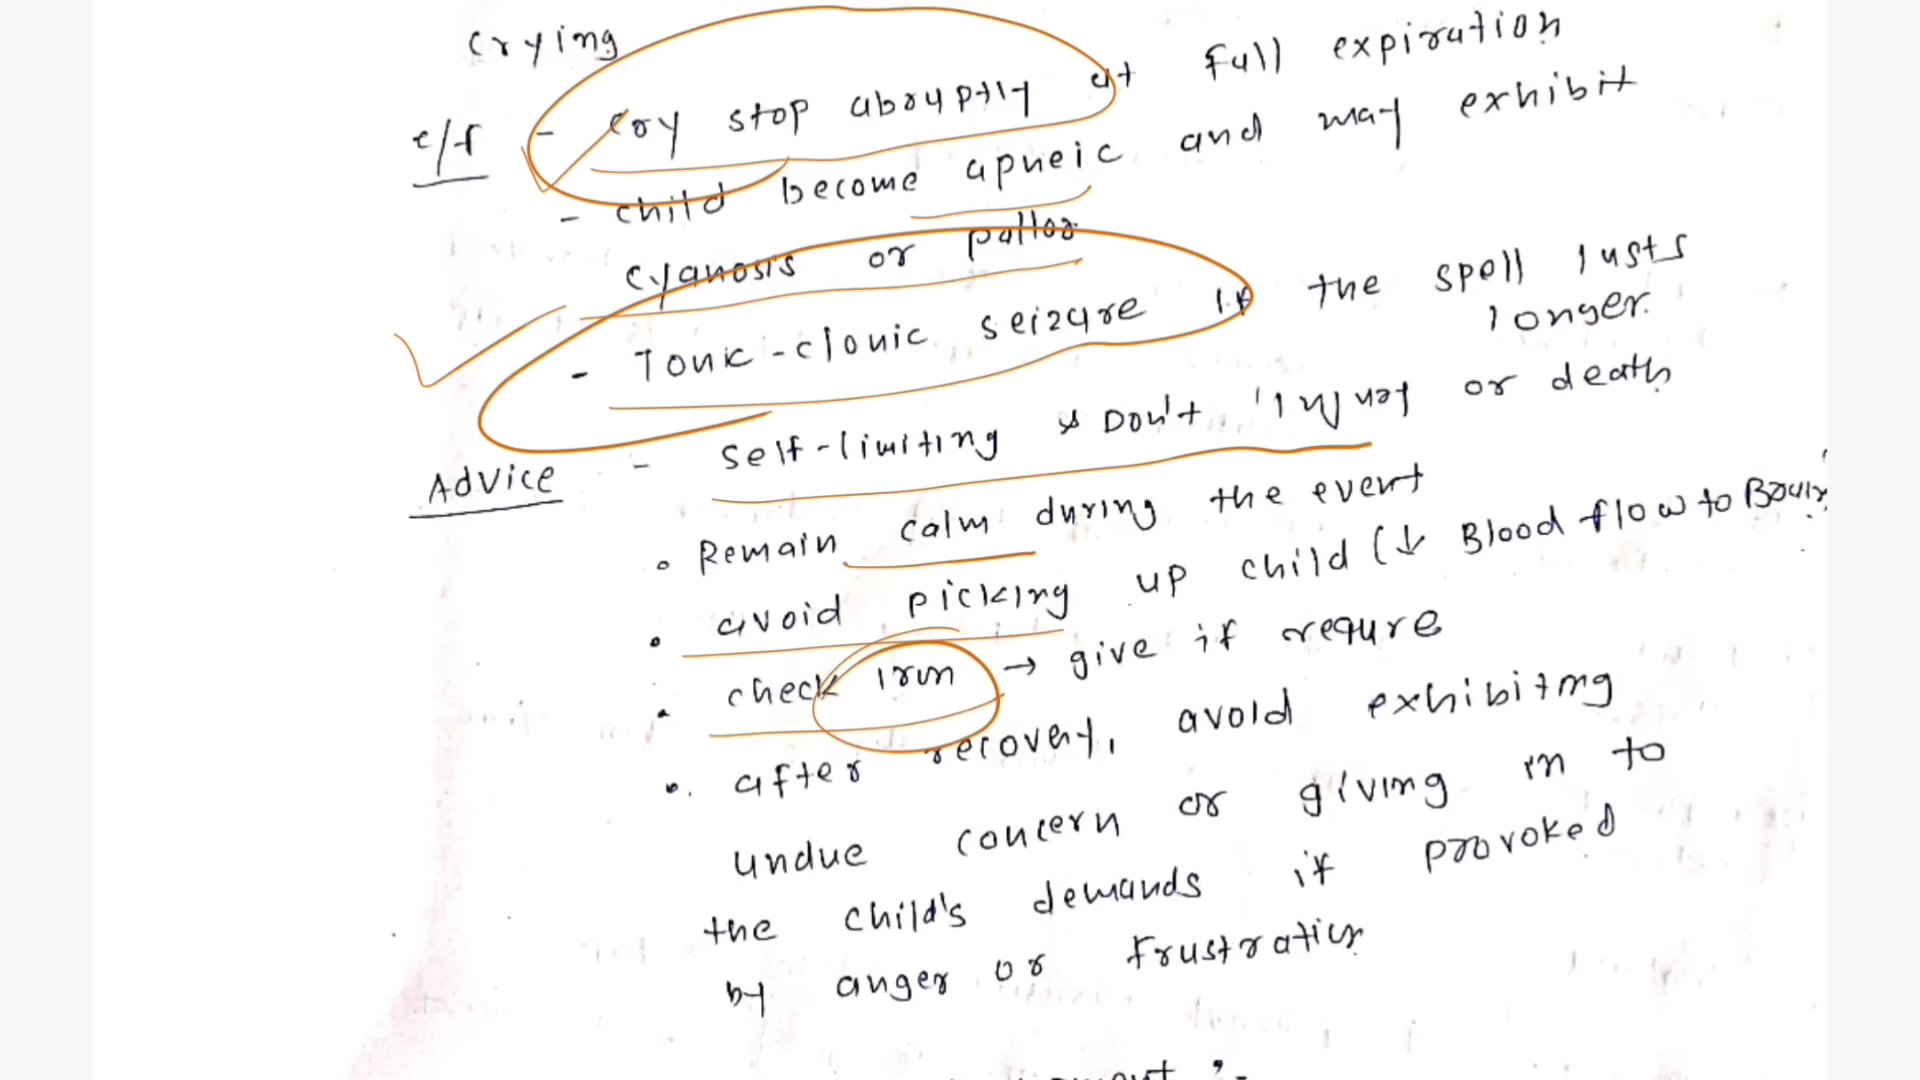 crying
c/f - cry stop abruptly at full expiration
- child become apneic and may exhibit
cyanosis or pallor
- Tonic-clonic seizure if the spell lasts
longer.
Advice - self-limiting & Don't injury or death
• Remain calm during the event
• avoid picking up child (↓ Blood flow to Brain
• check iron → give if requre
• after recovery, avoid exhibiting
undue concern or giving in to
the child's demands if provoked
by anger or frustration